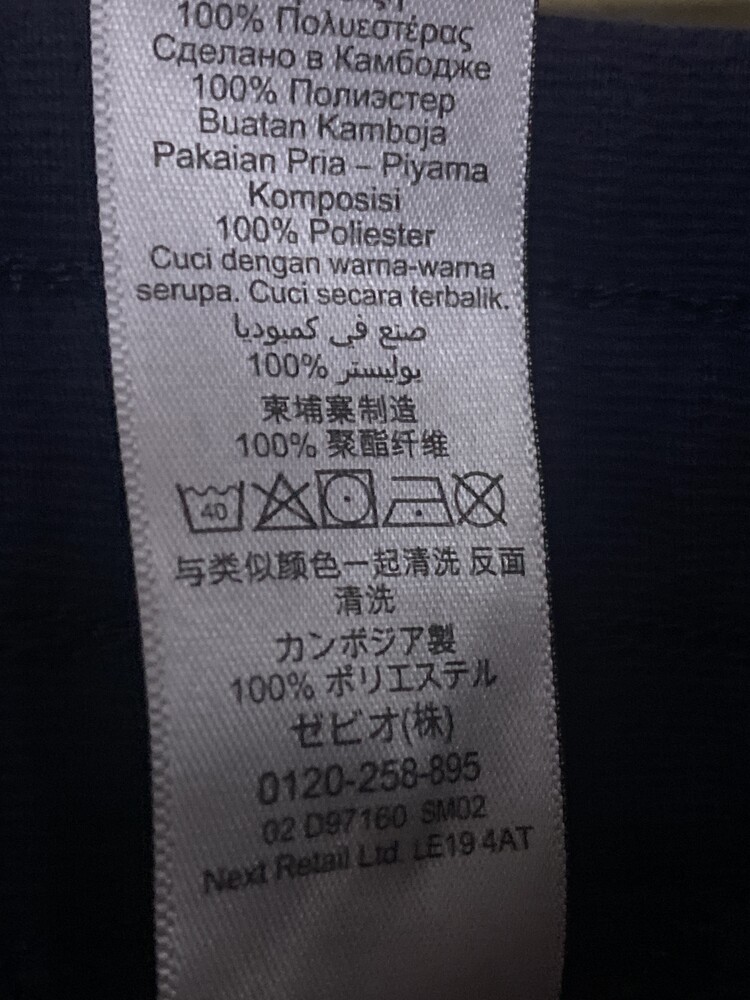 100% Πολυεστέρας
Сделано в Камбодже
100% Полиэстер
Buatan Kamboja
Pakaian Pria – Piyama
Komposisi
100% Poliester
Cuci dengan warna-warna
serupa. Cuci secara terbalik.
صنع في كمبوديا
100% بوليستر
柬埔寨制造
100% 聚酯纤维
40
与类似颜色一起清洗 反面
清洗
カンボジア製
100% ポリエステル
ゼビオ(株)
0120-258-895
02 D97160 SM02
Next Retail Ltd. LE19 4AT